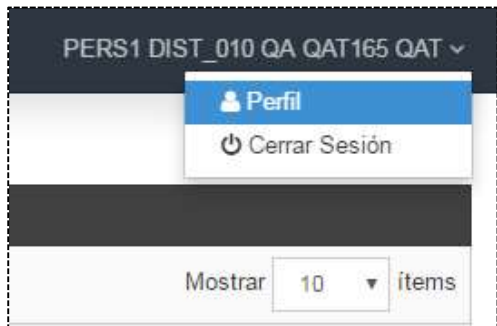 PERS1 DIST_010 QA QAT165 QAT
Perfil
Cerrar Sesión
Mostrar 10 ítems